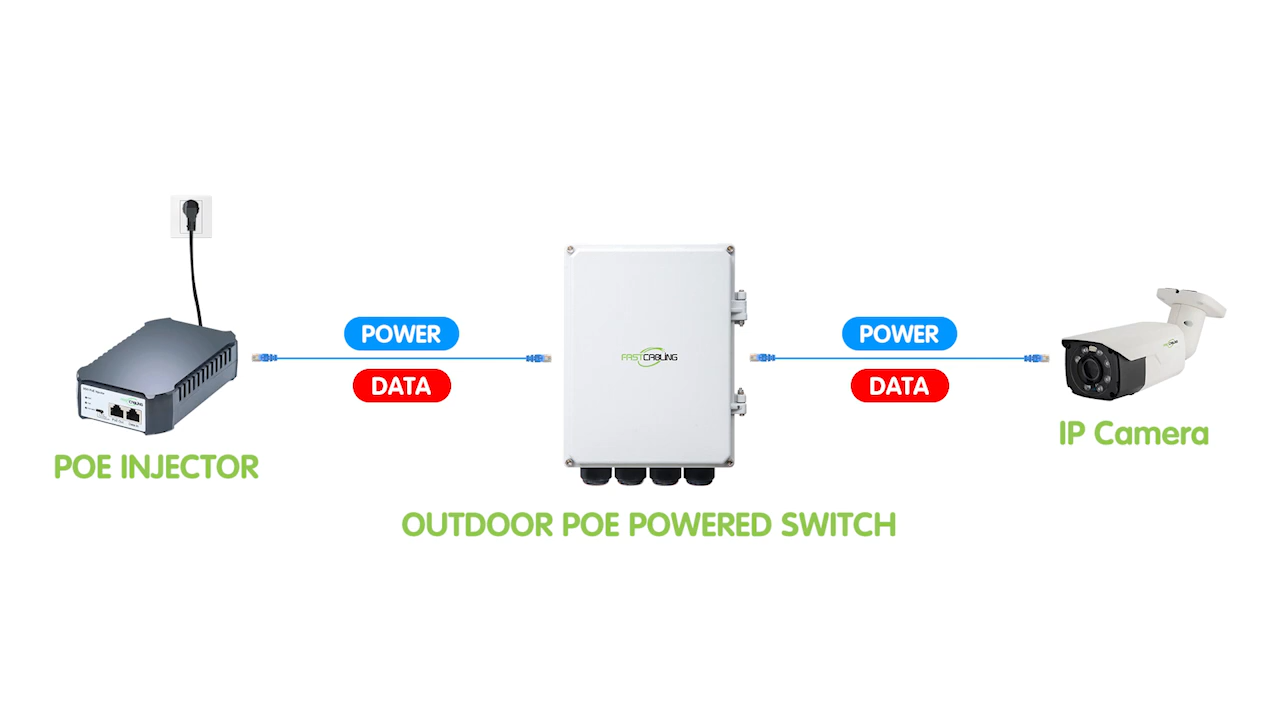 POWER
DATA
POE INJECTOR
FASTCABLING
OUTDOOR POE POWERED SWITCH
POWER
DATA
IP Camera